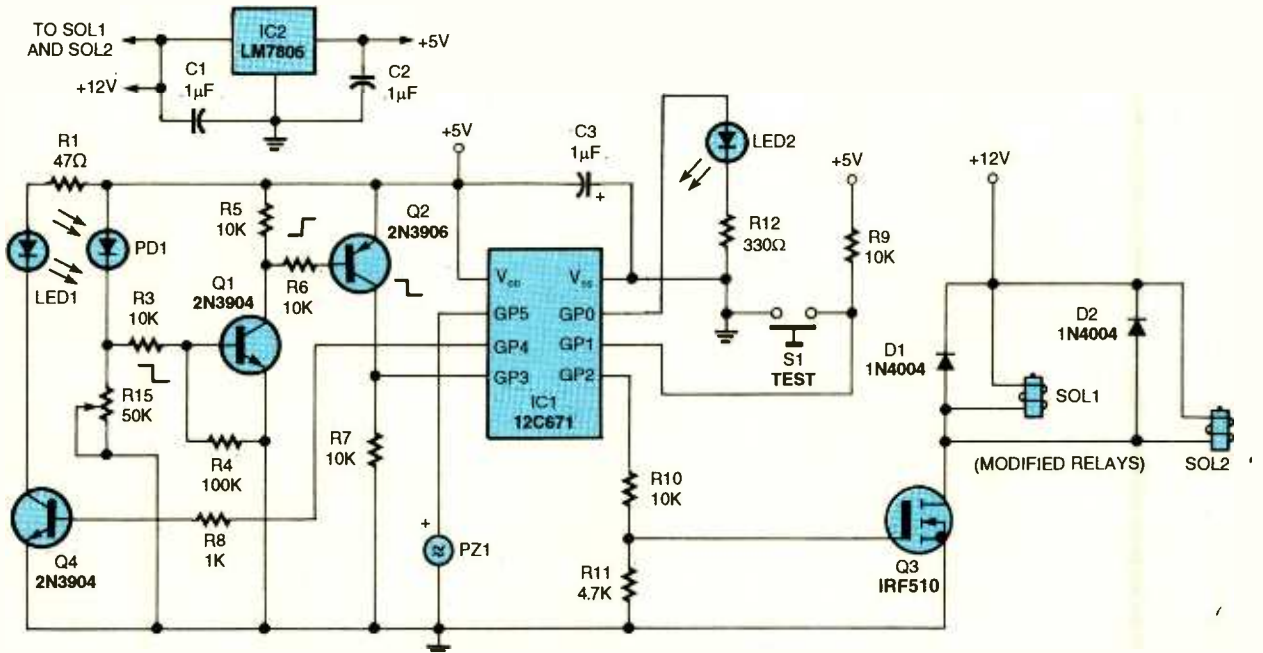 TO SOL1
AND SOL2
IC2
LM7805
+5V
+12V
C1
1µF
C2
1µF
R1
47Ω
+5V
C3
1µF
+
LED2
+5V
+12V
R5
10K
Q2
2N3906
PD1
LED1
R6
10K
R12
330Ω
R9
10K
Q1
2N3904
R3
10K
VDD
VSS
GP5
GP0
GP4
GP1
GP3
GP2
IC1
12C671
S1
TEST
D1
1N4004
D2
1N4004
SOL1
R15
50K
R4
100K
R7
10K
(MODIFIED RELAYS)
SOL2
R10
10K
R8
1K
+
PZ1
Q4
2N3904
R11
4.7K
Q3
IRF510